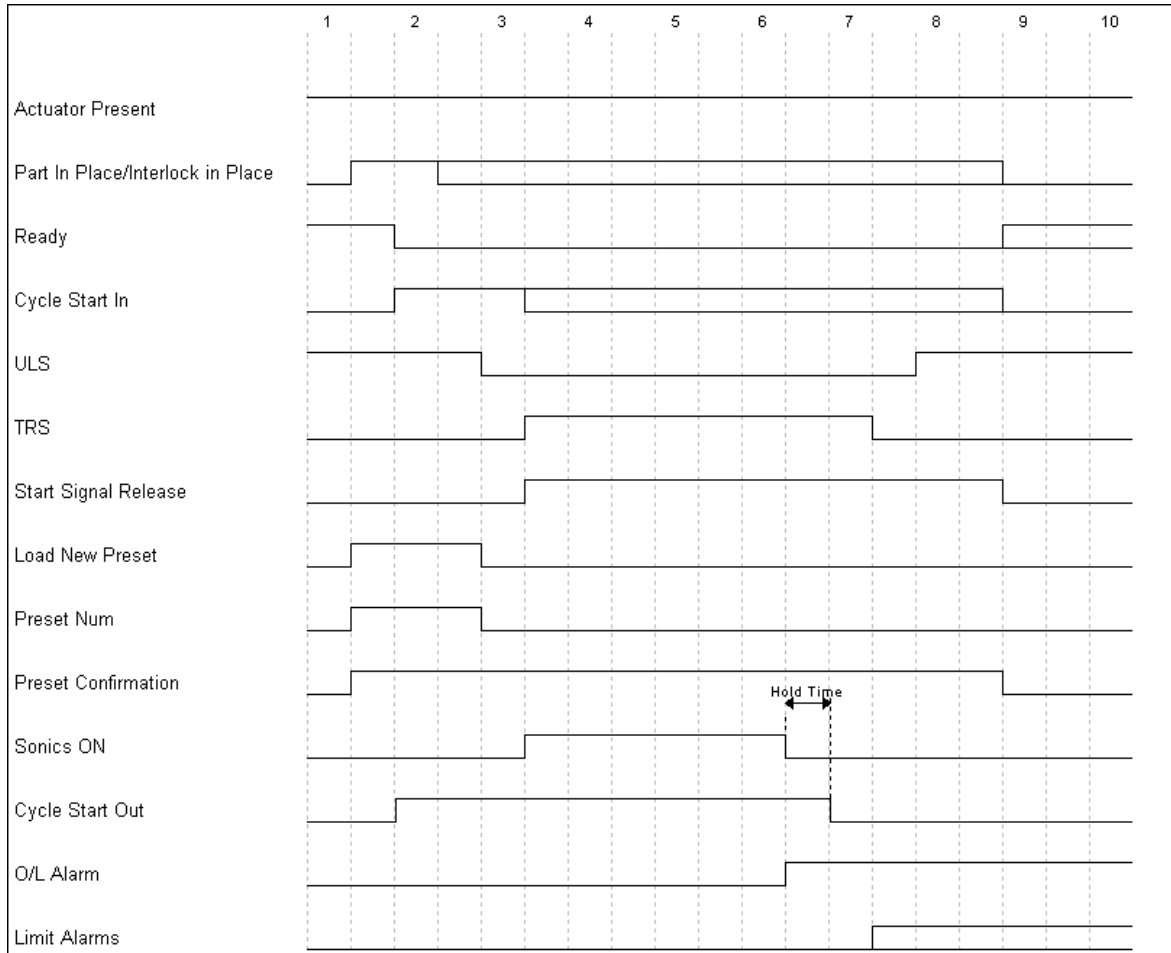 1 2 3 4 5 6 7 8 9 10
Actuator Present
Part In Place/Interlock in Place
Ready
Cycle Start In
ULS
TRS
Start Signal Release
Load New Preset
Preset Num
Preset Confirmation
Hold Time
Sonics ON
Cycle Start Out
O/L Alarm
Limit Alarms